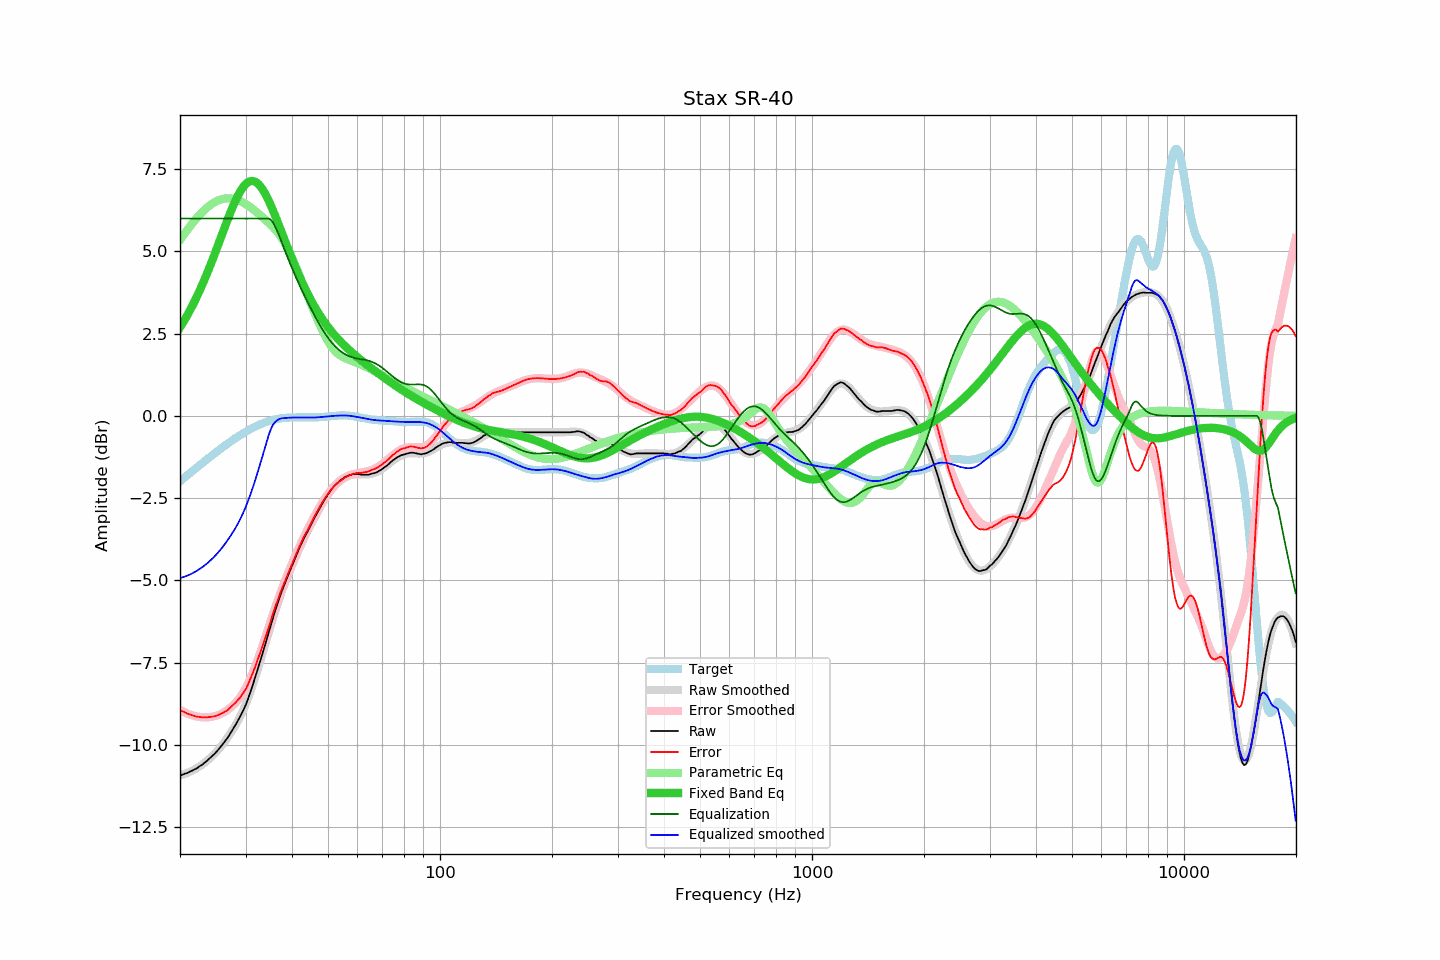 Stax SR-40
7.5
5.0
2.5
0.0
−2.5
−5.0
−7.5
−10.0
−12.5
Amplitude (dBr)
100
1000
10000
Frequency (Hz)
Target
Raw Smoothed
Error Smoothed
Raw
Error
Parametric Eq
Fixed Band Eq
Equalization
Equalized smoothed